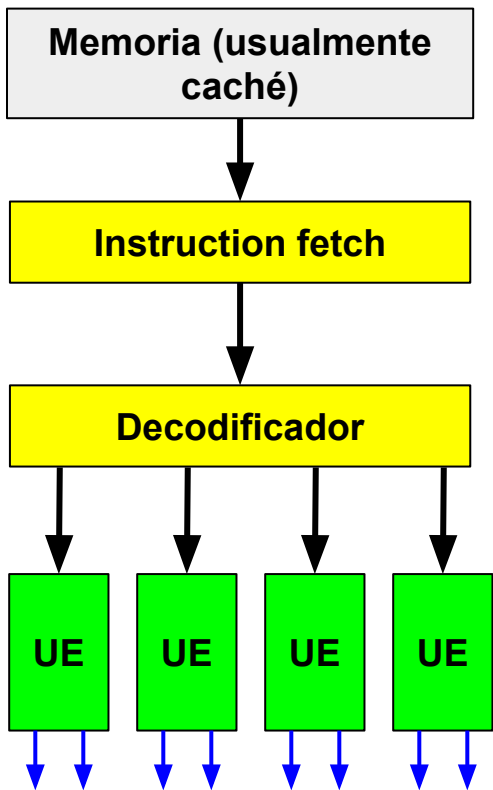 Memoria (usualmente
caché)
Instruction fetch
Decodificador
UE UE UE UE